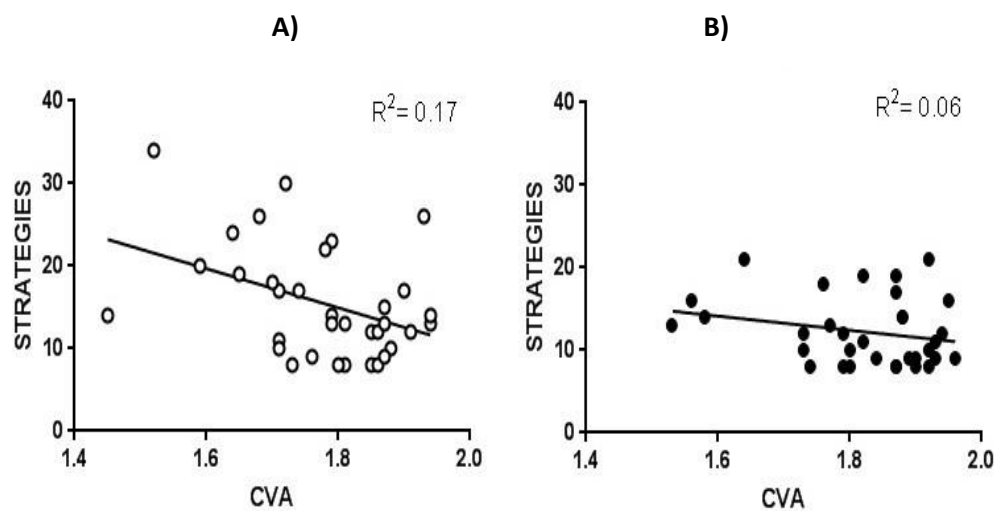 A)
R²= 0.17
40
30
20
10
0
STRATEGIES
1.4 1.6 1.8 2.0
CVA
B)
R²= 0.06
40
30
20
10
0
STRATEGIES
1.4 1.6 1.8 2.0
CVA